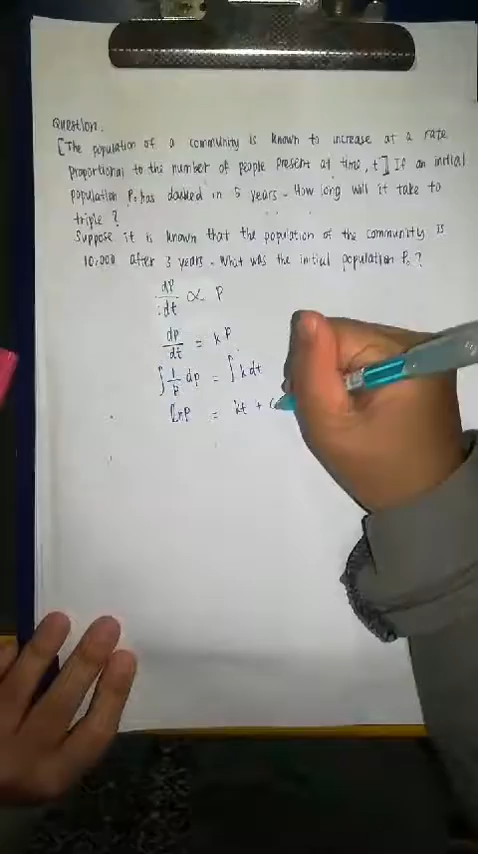 Question.
[The population of a community is known to increase at a rate
proportional to the number of people present at time, t] If an initial
population P₀ has doubled in 5 years. How long will it take to
triple?
Suppose it is known that the population of the community is
10,000 after 3 years. What was the initial population P₀?
dP/dt ∝ P
dP/dt = kP
∫ 1/P dp = ∫ k dt
lnP = kt + C